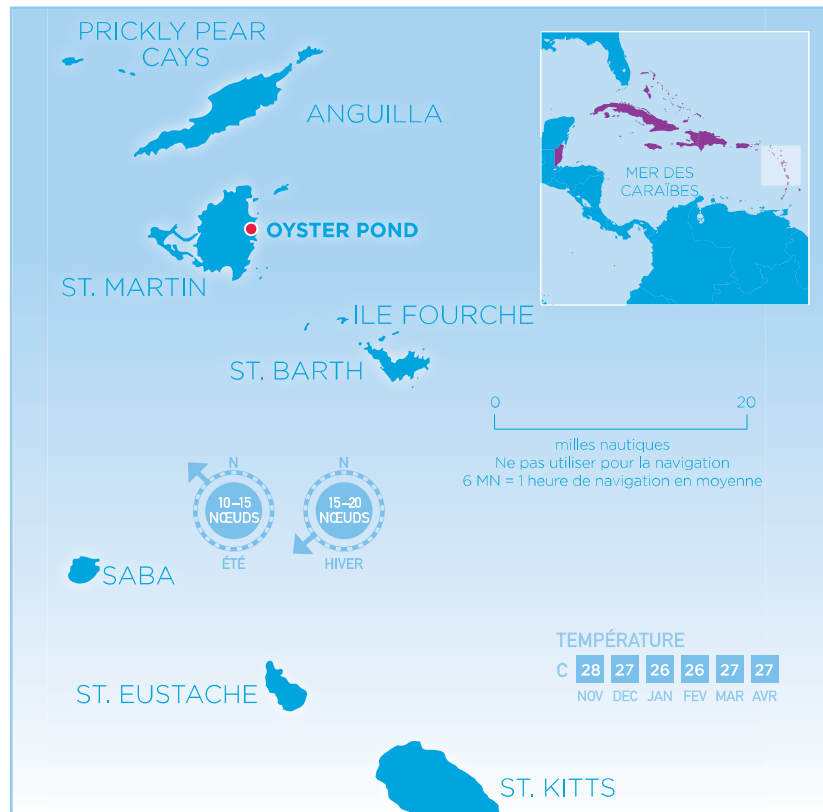 PRICKLY PEAR
CAYS
ANGUILLA
MER DES
CARAÏBES
OYSTER POND
ST. MARTIN
ILE FOURCHE
ST. BARTH
0 20
milles nautiques
Ne pas utiliser pour la navigation
6 MN = 1 heure de navigation en moyenne
N
10–15
NŒUDS
ÉTÉ
N
15–20
NŒUDS
HIVER
SABA
TEMPÉRATURE
C 28 27 26 26 27 27
NOV DEC JAN FEV MAR AVR
ST. EUSTACHE
ST. KITTS